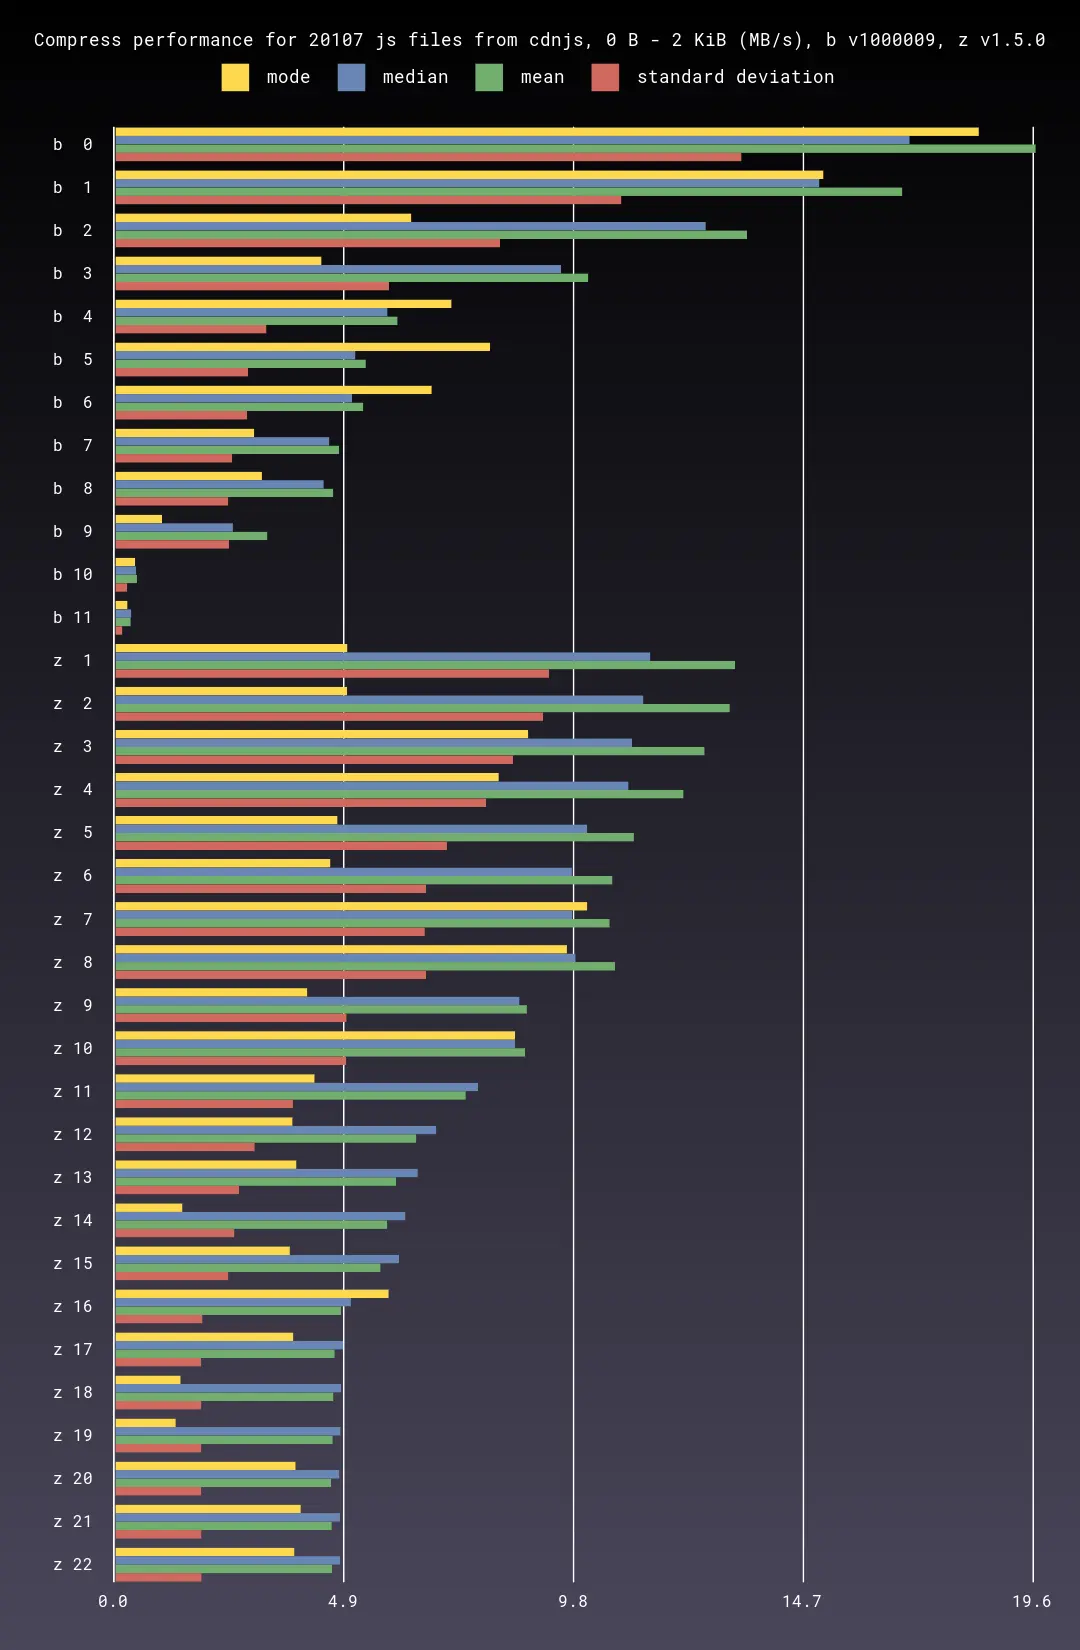 Compress performance for 20107 js files from cdnjs, 0 B - 2 KiB (MB/s), b v1000009, z v1.5.0
mode median mean standard deviation
b 0
b 1
b 2
b 3
b 4
b 5
b 6
b 7
b 8
b 9
b 10
b 11
z 1
z 2
z 3
z 4
z 5
z 6
z 7
z 8
z 9
z 10
z 11
z 12
z 13
z 14
z 15
z 16
z 17
z 18
z 19
z 20
z 21
z 22
0.0 4.9 9.8 14.7 19.6